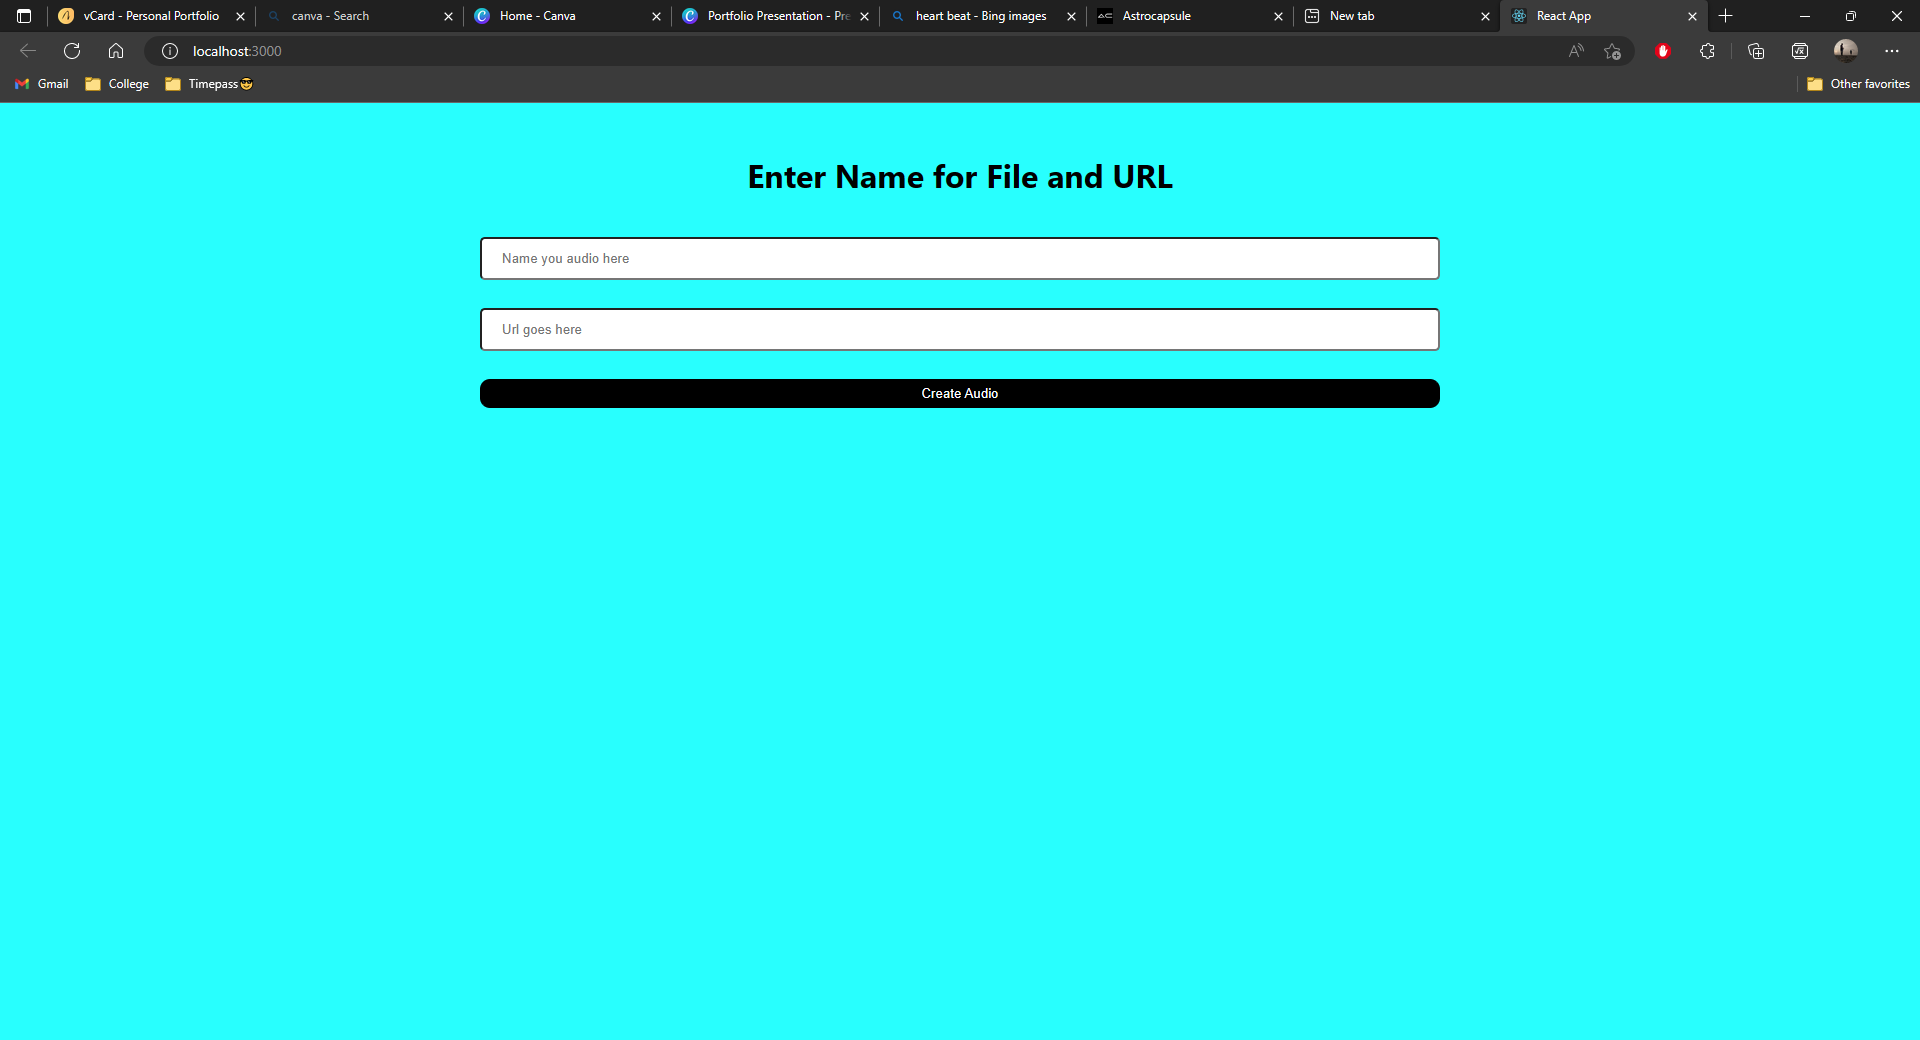 vCard - Personal Portfolio
canva - Search
Home - Canva
Portfolio Presentation - Pre
heart beat - Bing images
Astrocapsule
New tab
React App
localhost:3000
Gmail
College
Timepass😎
Other favorites
Enter Name for File and URL
Name you audio here
Url goes here
Create Audio